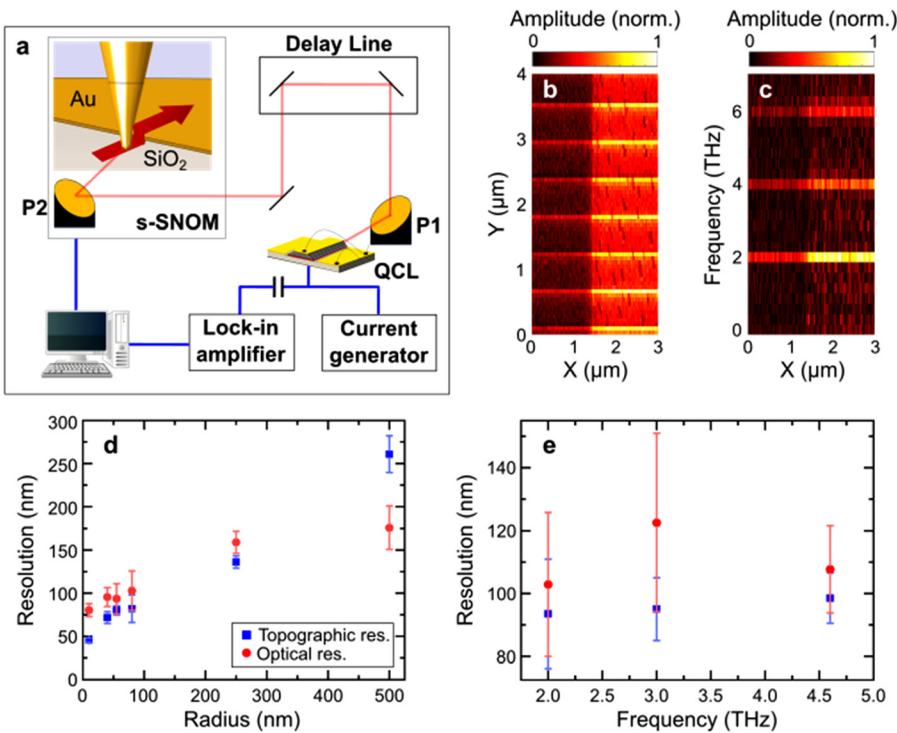 a
Au
SiO2
P2
s-SNOM
Delay Line
P1
QCL
Lock-in
amplifier
Current
generator
Amplitude (norm.)
0 1
b
4
3
2
1
0
Y (μm)
0 1 2 3
X (μm)
Amplitude (norm.)
0 1
c
6
4
2
0
Frequency (THz)
0 1 2 3
X (μm)
d
300
250
200
150
100
50
0
Resolution (nm)
0 100 200 300 400 500
Radius (nm)
Topographic res.
Optical res.
e
140
120
100
80
Resolution (nm)
2.0 2.5 3.0 3.5 4.0 4.5 5.0
Frequency (THz)